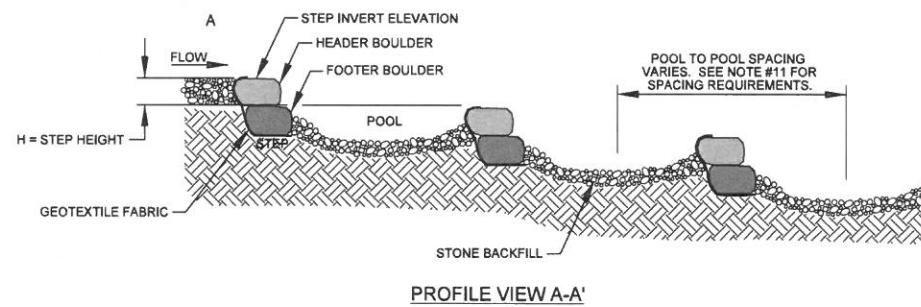 A
STEP INVERT ELEVATION
HEADER BOULDER
FLOW
FOOTER BOULDER
POOL TO POOL SPACING
VARIES. SEE NOTE #11 FOR
SPACING REQUIREMENTS.
POOL
H = STEP HEIGHT
STEP
GEOTEXTILE FABRIC
STONE BACKFILL
PROFILE VIEW A-A'